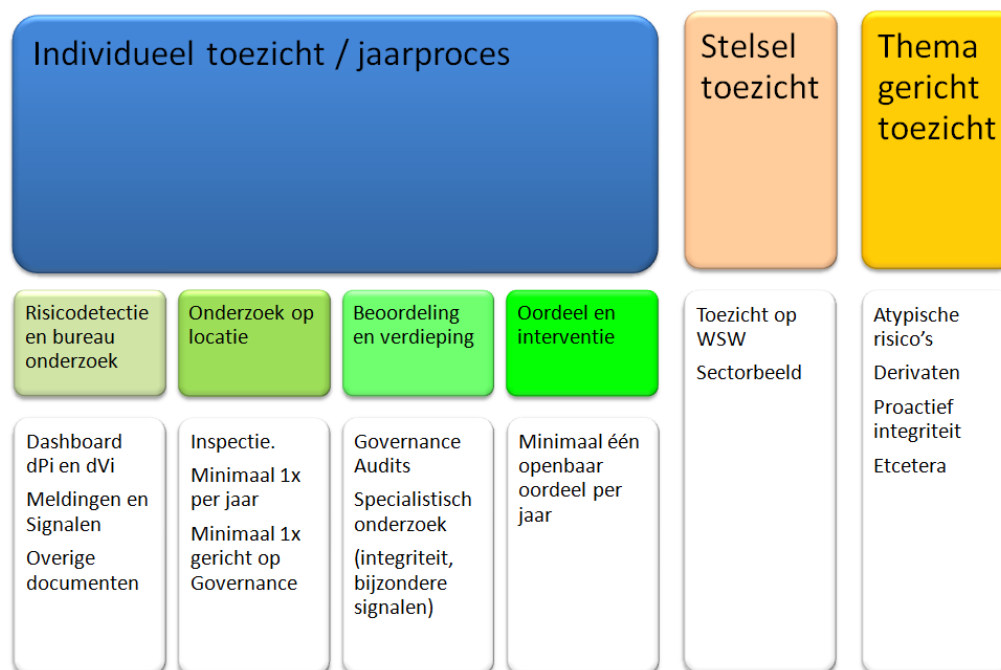 Individueel toezicht / jaarproces
Stelsel
toezicht
Thema
gericht
toezicht
Risicodetectie
en bureau
onderzoek
Onderzoek op
locatie
Beoordeling
en verdieping
Oordeel en
interventie
Toezicht op
WSW
Sectorbeeld
Atypische
risico's
Derivaten
Proactief
integriteit
Etcetera
Dashboard
dPi en dVi
Meldingen en
Signalen
Overige
documenten
Inspectie.
Minimaal 1x
per jaar
Minimaal 1x
gericht op
Governance
Governance
Audits
Specialistisch
onderzoek
(integriteit,
bijzondere
signalen)
Minimaal één
openbaar
oordeel per
jaar